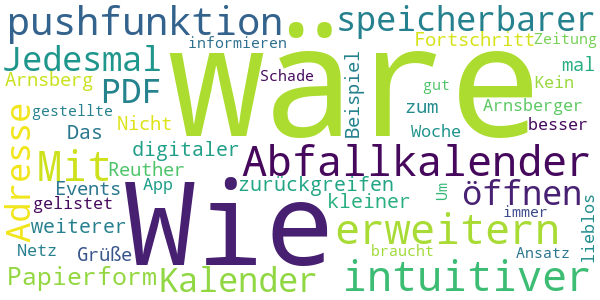 pushfunktion
wäre
speicherbarer
informieren
Fortschritt
Zeitung
Jedesmal
Schade
Beispiel
mal
Kein
Arnsberg
PDF
gut
Arnsberger
gestellte
zum
Das
Nicht
Woche
besser
Adresse
Mit
digitaler
Wie
Abfallkalender
Reuther
Events
App
zurückgreifen
Um
öffnen
gelistet
kleiner
immer
lieblos
weiterer
erweitern
Netz
Grüße
braucht
Ansatz
Papierform
Kalender
intuitiver